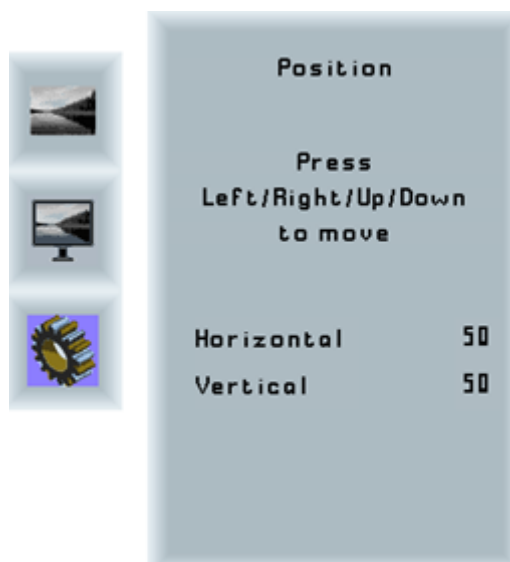 Position
Press
Left/Right/Up/Down
to move
Horizontal 50
Vertical 50